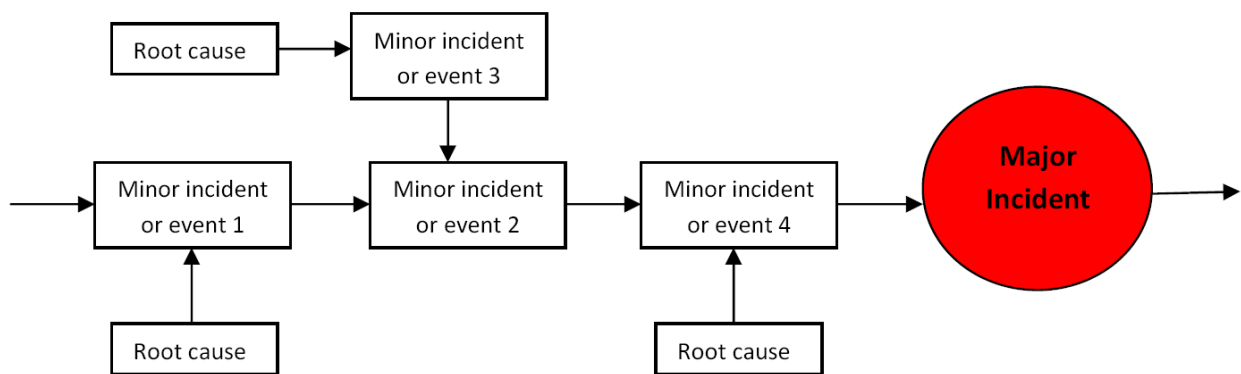 Root cause
Minor incident
or event 3
Minor incident
or event 1
Minor incident
or event 2
Minor incident
or event 4
Major
Incident
Root cause
Root cause